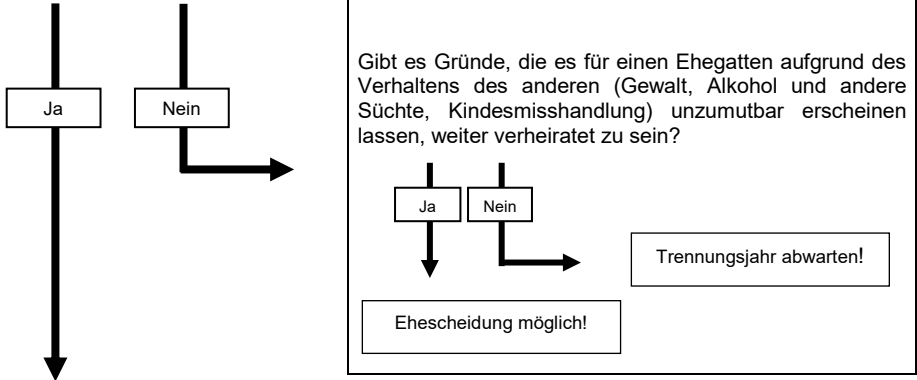 Ja
Nein
Gibt es Gründe, die es für einen Ehegatten aufgrund des
Verhaltens des anderen (Gewalt, Alkohol und andere
Süchte, Kindesmisshandlung) unzumutbar erscheinen
lassen, weiter verheiratet zu sein?
Ja
Nein
Trennungsjahr abwarten!
Ehescheidung möglich!